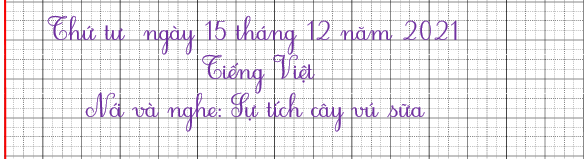 Thứ tư ngày 15 tháng 12 năm 2021
Tiếng Việt
Nói và nghe: Sự tích cây vú sữa